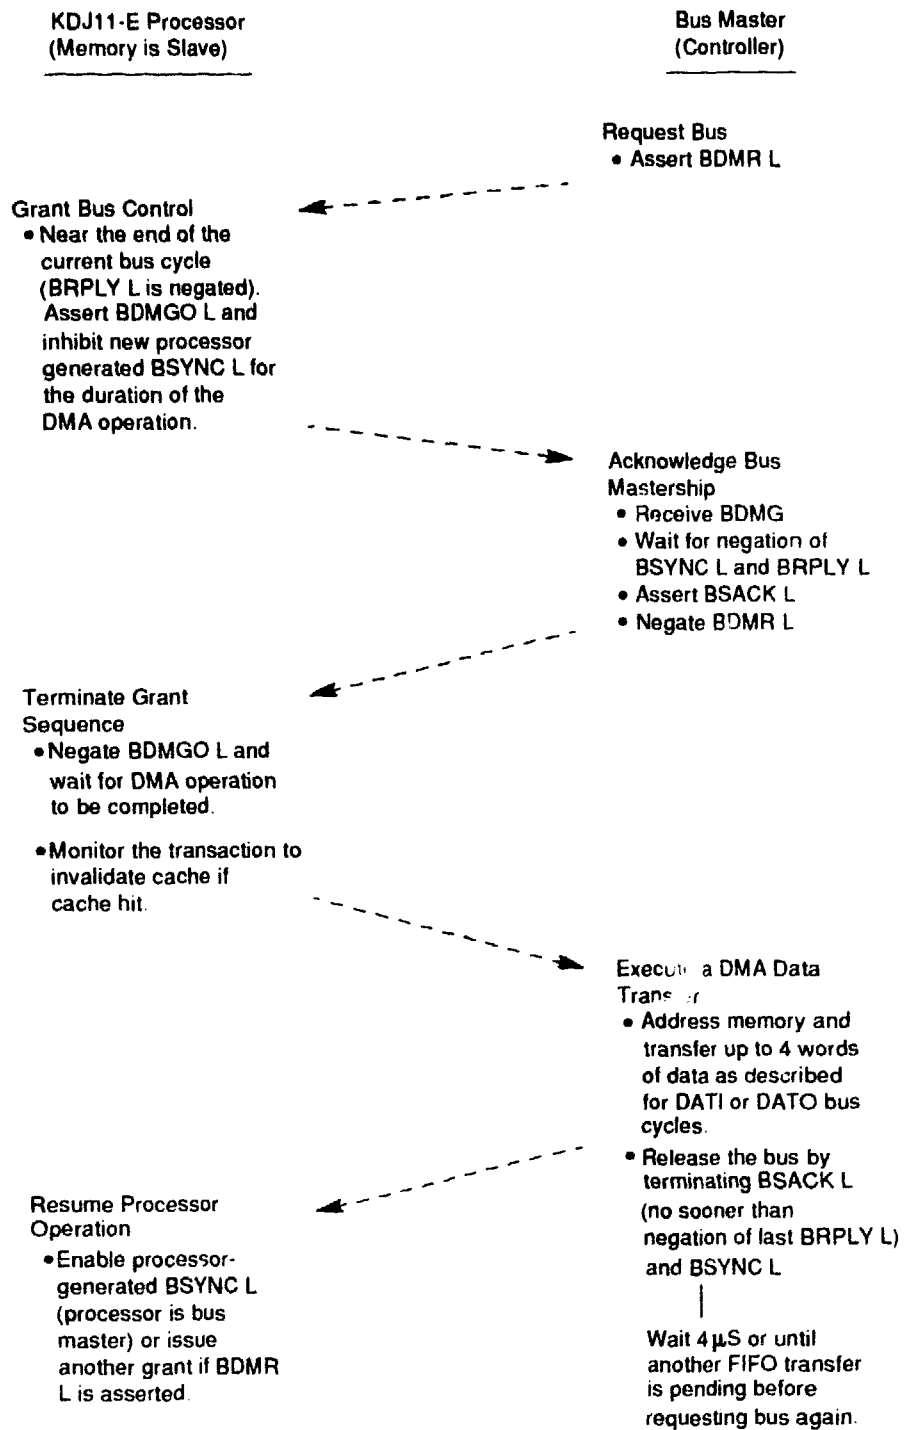 KDJ11-E Processor
(Memory is Slave)
Bus Master
(Controller)
Request Bus
• Assert BDMR L
Grant Bus Control
• Near the end of the
current bus cycle
(BRPLY L is negated).
Assert BDMGO L and
inhibit new processor
generated BSYNC L for
the duration of the
DMA operation.
Acknowledge Bus
Mastership
• Receive BDMG
• Wait for negation of
BSYNC L and BRPLY L
• Assert BSACK L
• Negate BDMR L
Terminate Grant
Sequence
• Negate BDMGO L and
wait for DMA operation
to be completed.
• Monitor the transaction to
invalidate cache if
cache hit.
Execute a DMA Data
Transfer
• Address memory and
transfer up to 4 words
of data as described
for DATI or DATO bus
cycles.
• Release the bus by
terminating BSACK L
(no sooner than
negation of last BRPLY L)
and BSYNC L
Wait 4 µS or until
another FIFO transfer
is pending before
requesting bus again.
Resume Processor
Operation
• Enable processor-
generated BSYNC L
(processor is bus
master) or issue
another grant if BDMR
L is asserted.